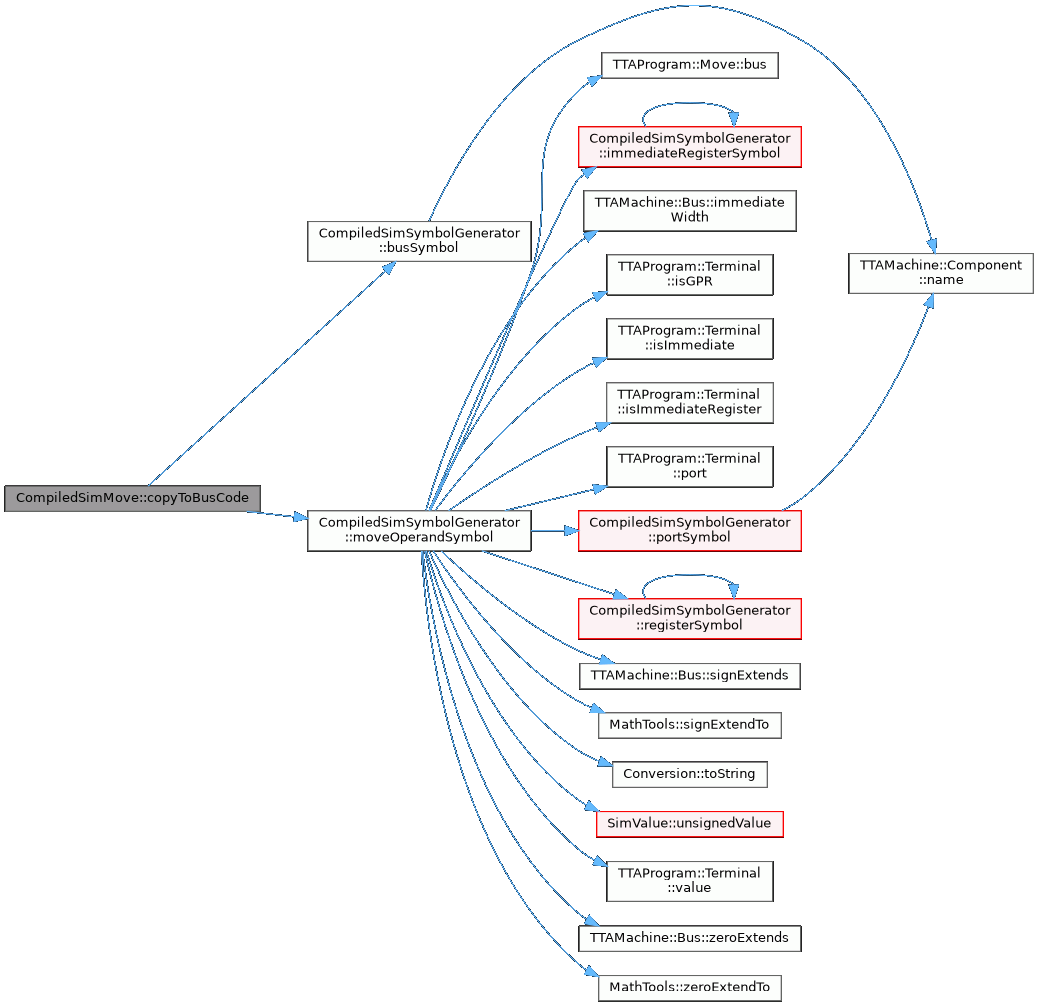 TTAProgram::Move::bus
CompiledSimSymbolGenerator
::immediateRegisterSymbol
TTAMachine::Bus::immediate
Width
CompiledSimSymbolGenerator
::busSymbol
TTAProgram::Terminal
::isGPR
TTAMachine::Component
::name
TTAProgram::Terminal
::isImmediate
TTAProgram::Terminal
::isImmediateRegister
TTAProgram::Terminal
::port
CompiledSimMove::copyToBusCode
CompiledSimSymbolGenerator
::moveOperandSymbol
CompiledSimSymbolGenerator
::portSymbol
CompiledSimSymbolGenerator
::registerSymbol
TTAMachine::Bus::signExtends
MathTools::signExtendTo
Conversion::toString
SimValue::unsignedValue
TTAProgram::Terminal
::value
TTAMachine::Bus::zeroExtends
MathTools::zeroExtendTo